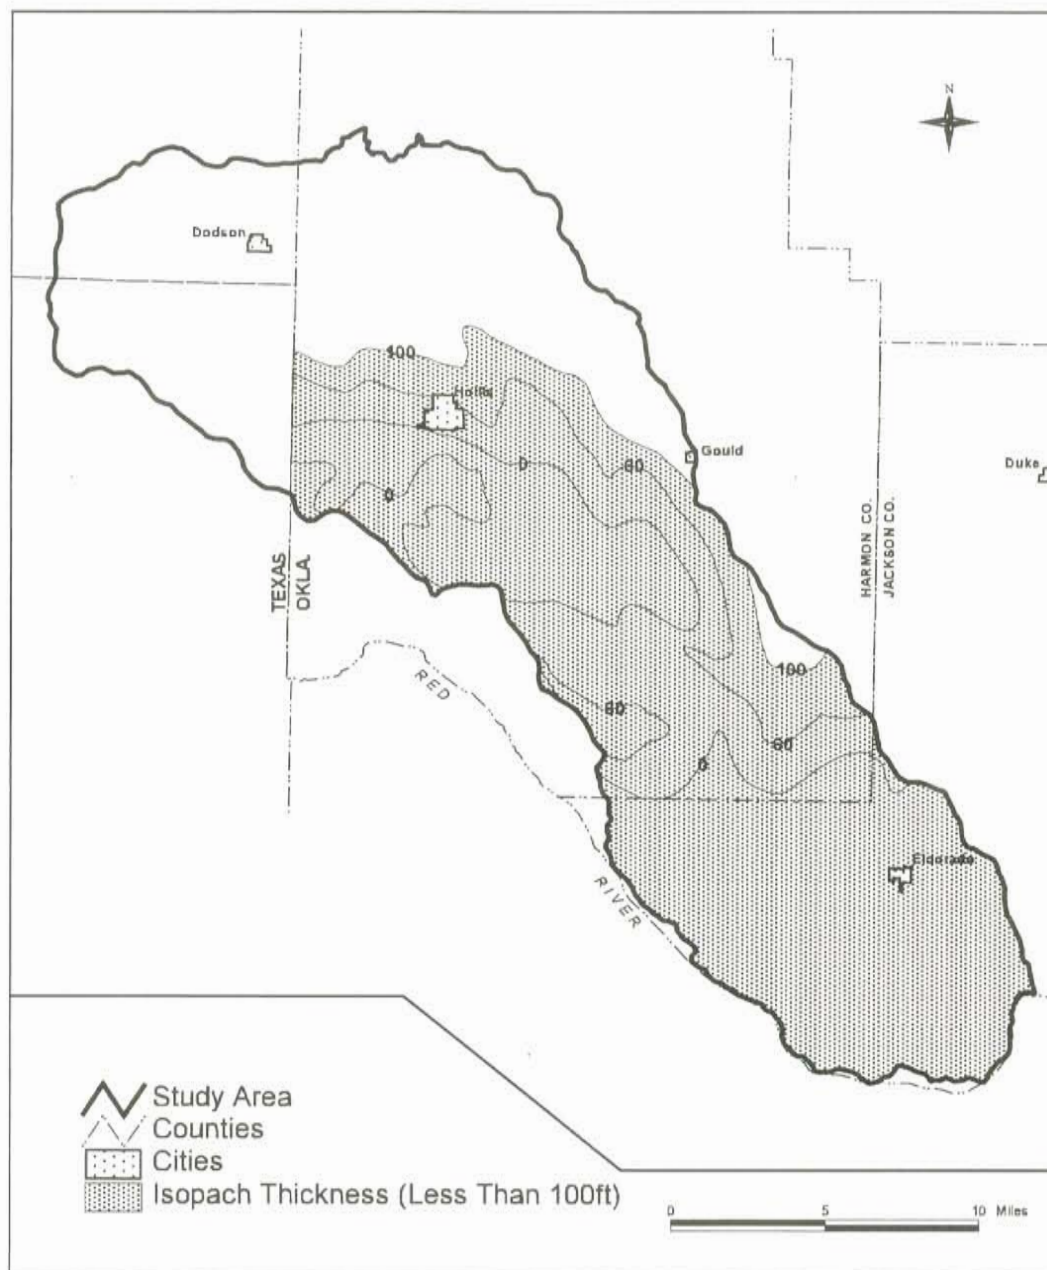 N
Dodson
100
Hollis
Gould
0
60
Duke
0
HARMON CO.
JACKSON CO.
TEXAS
OKLA.
100
RED
60
60
0
Eldorado
RIVER
Study Area
Counties
Cities
Isopach Thickness (Less Than 100ft)
0 5 10 Miles